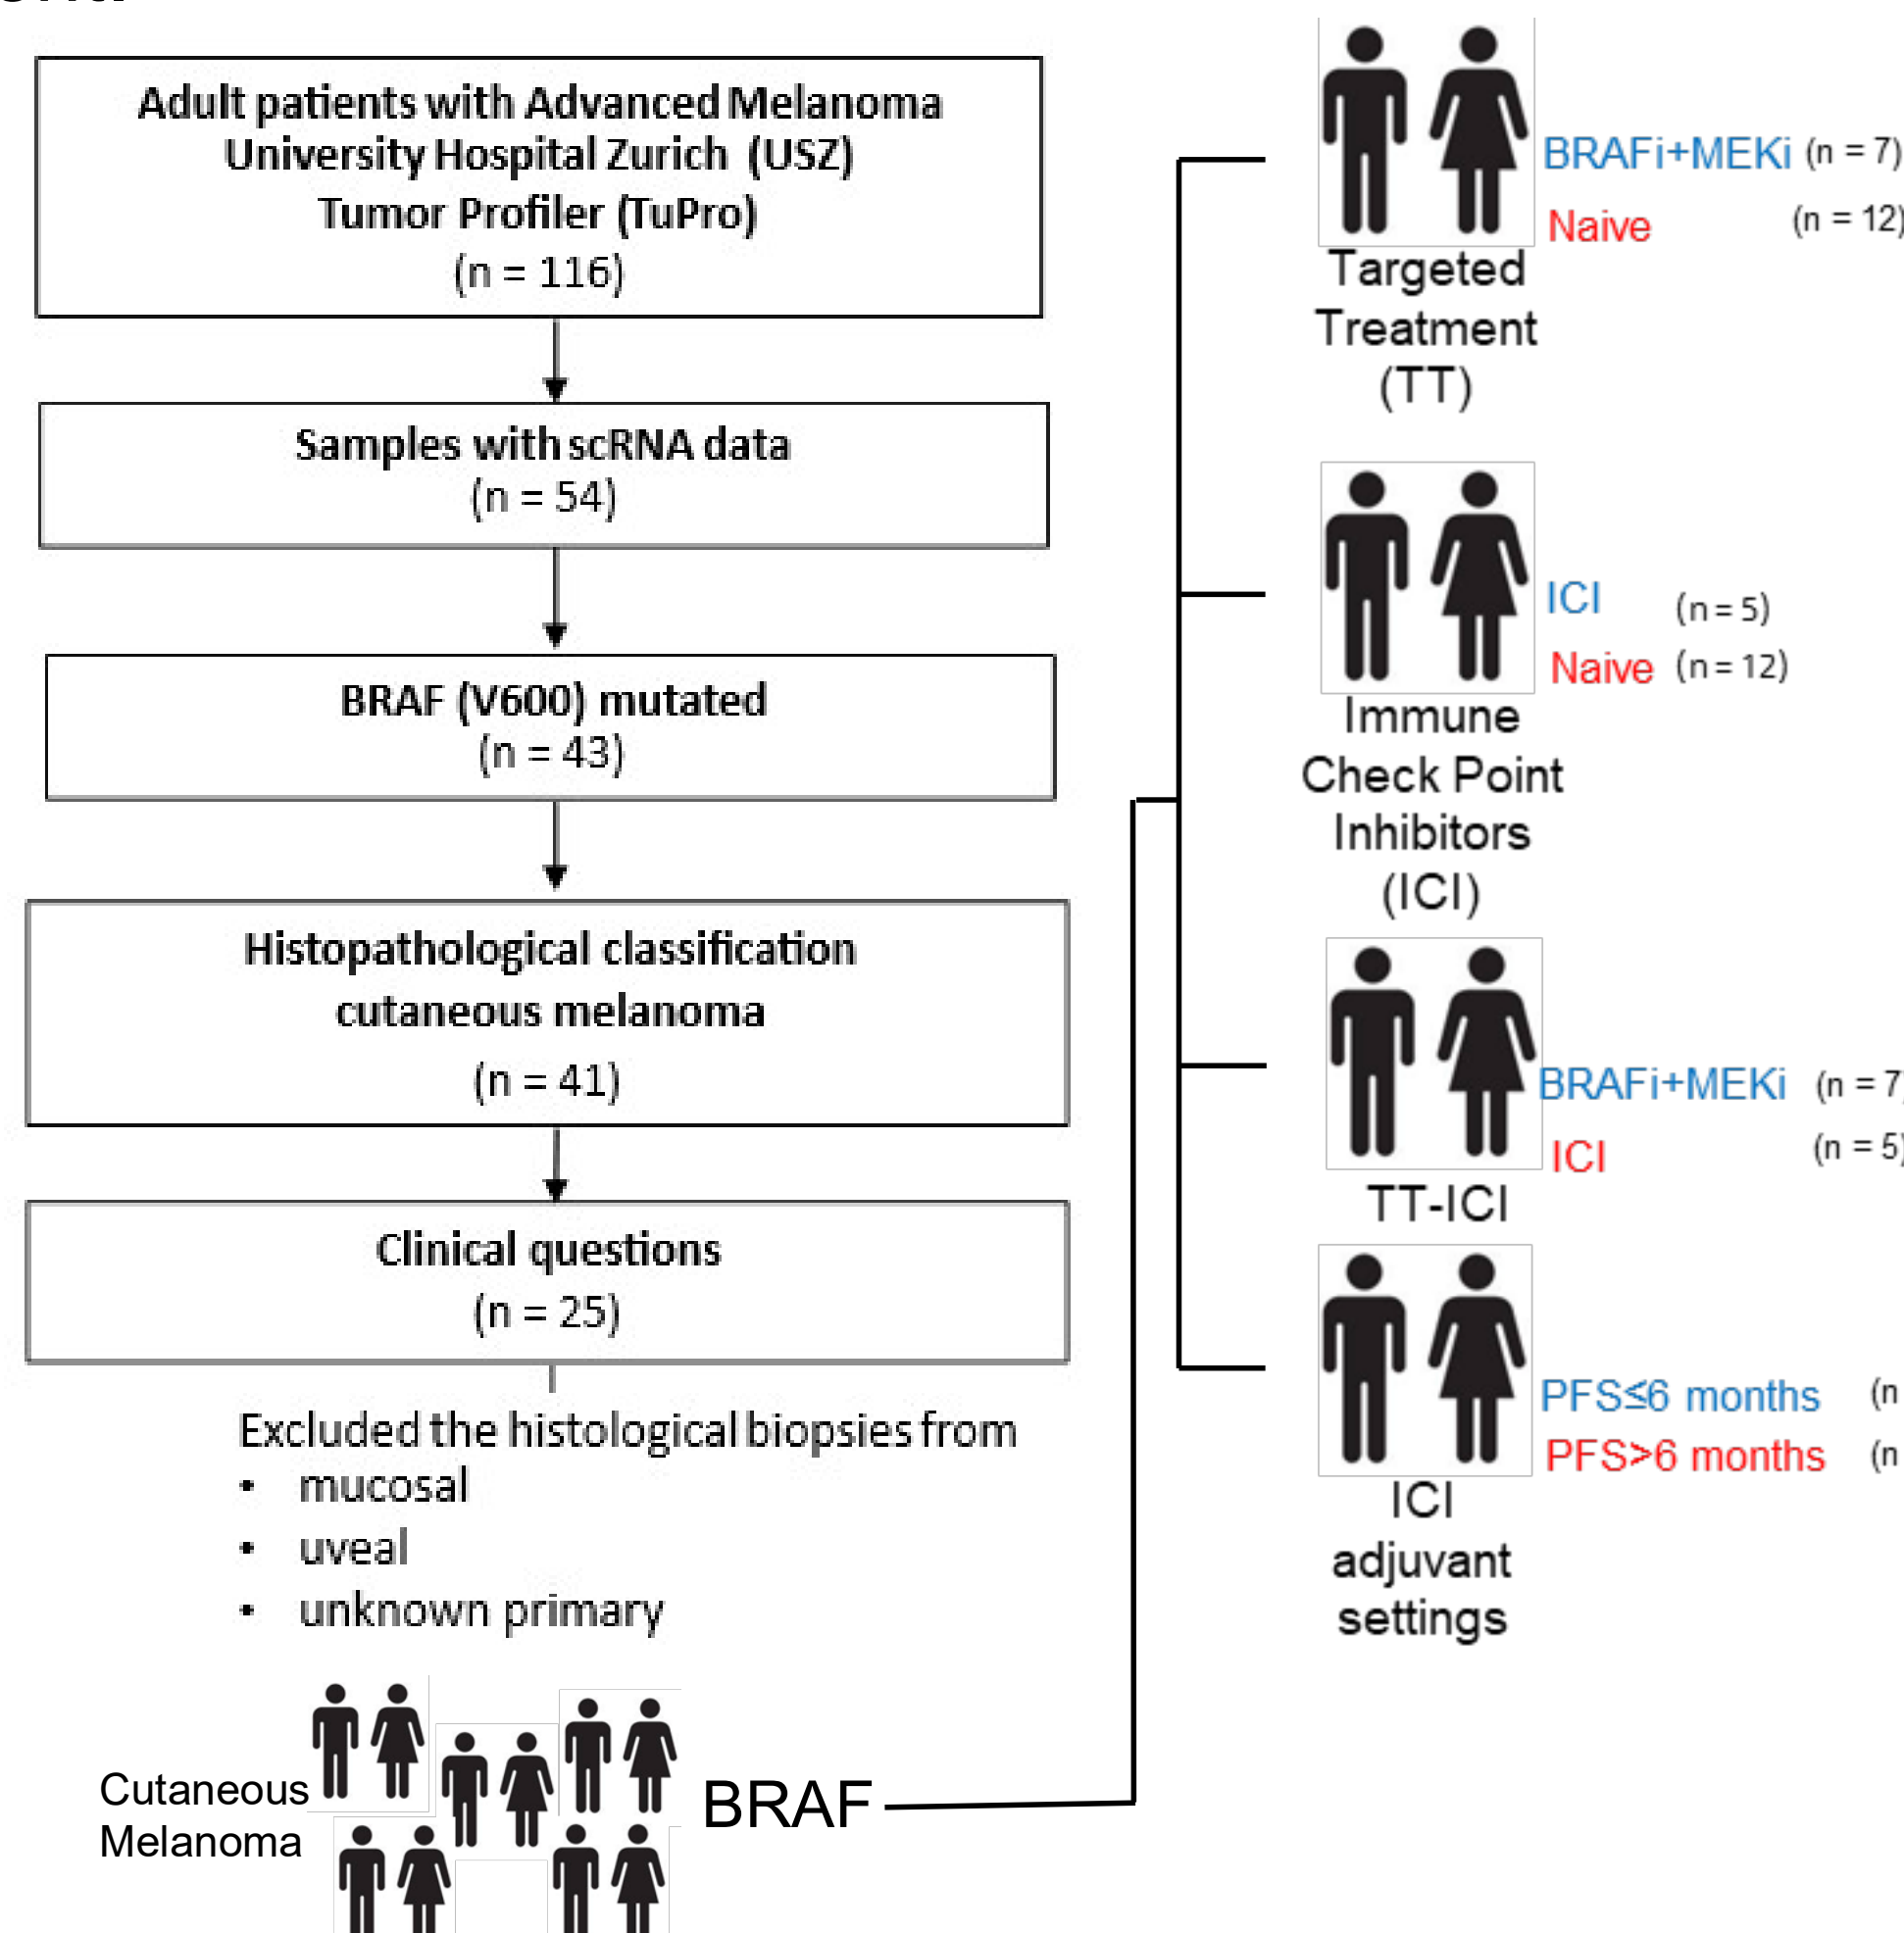 Adult patients with Advanced Melanoma
University Hospital Zurich (USZ)
Tumor Profiler (TuPro)
(n = 116)
Samples with scRNA data
(n = 54)
BRAF (V600) mutated
(n = 43)
Histopathological classification
cutaneous melanoma
(n = 41)
Clinical questions
(n = 25)
Excluded the histological biopsies from
• mucosal
• uveal
• unknown primary
Cutaneous
Melanoma
BRAF
BRAFi+MEKi (n = 7)
Naive (n = 12)
Targeted
Treatment
(TT)
ICI (n = 5)
Naive (n = 12)
Immune
Check Point
Inhibitors
(ICI)
BRAFi+MEKi (n = 7)
ICI (n = 5)
TT-ICI
PFS≤6 months (n
PFS>6 months (n
ICI
adjuvant
settings